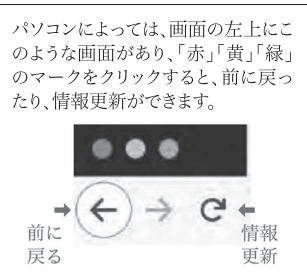 パソコンによっては、画面の左上にこ
のような画面があり、「赤」「黄」「緑」
のマークをクリックすると、前に戻っ
たり、情報更新ができます。
前に
戻る
情報
更新